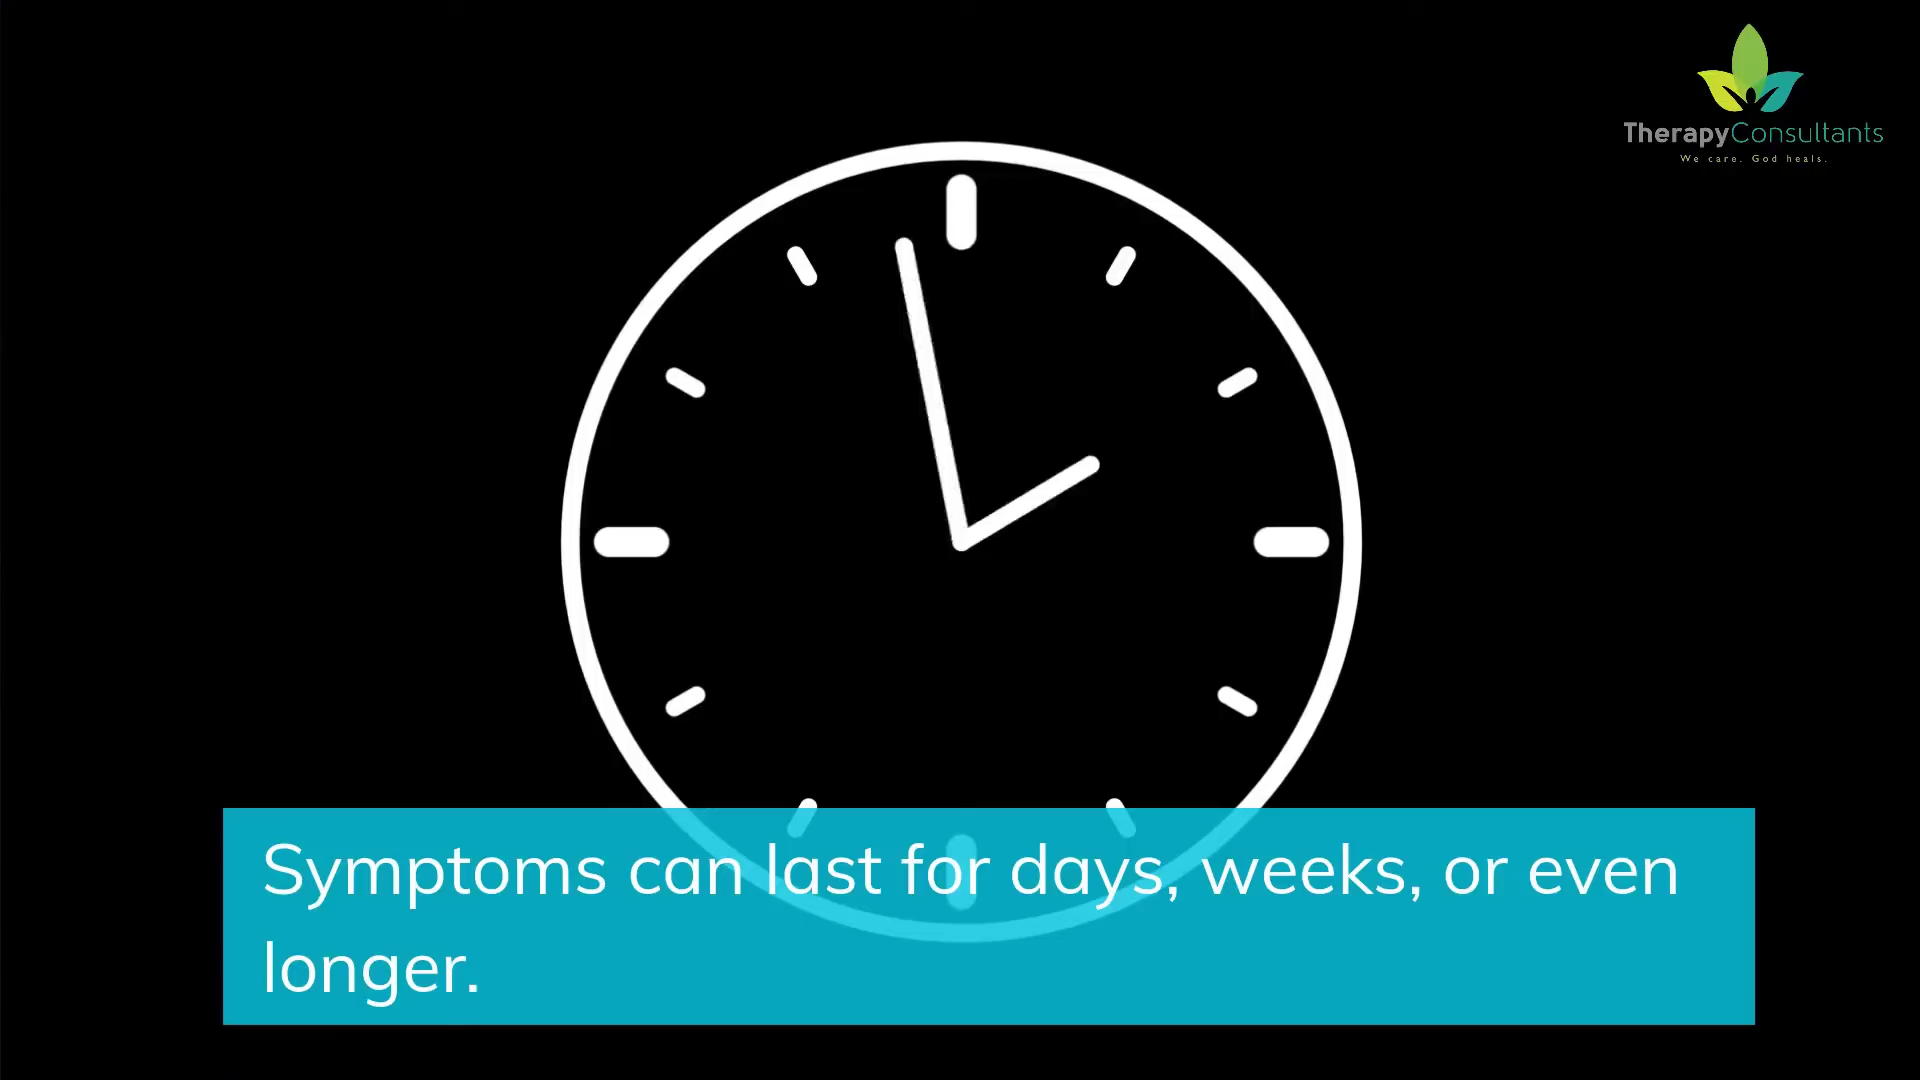 TherapyConsultants
We care. God heals.
Symptoms can last for days, weeks, or even
longer.